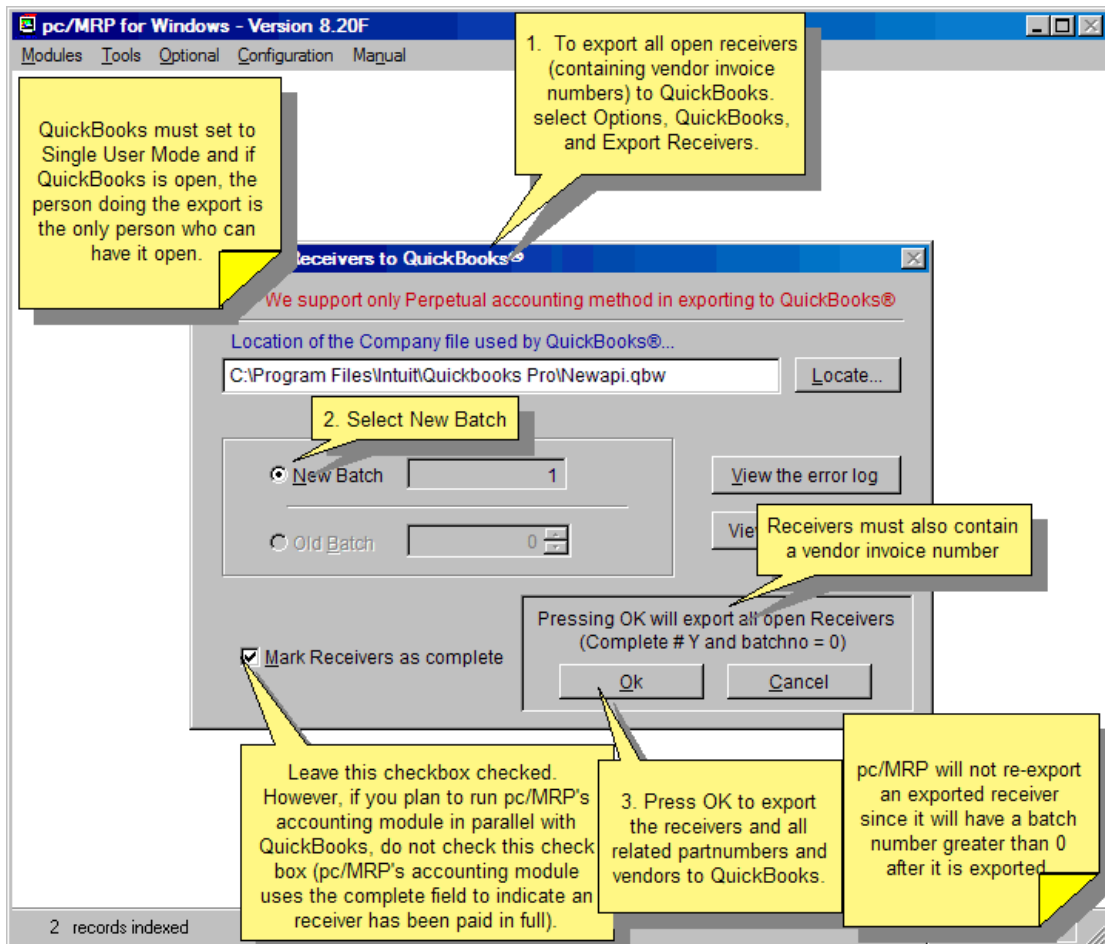 pc/MRP for Windows - Version 8.20F
Modules Tools Optional Configuration Manual
1. To export all open receivers
(containing vendor invoice
numbers) to QuickBooks.
select Options, QuickBooks,
and Export Receivers.
QuickBooks must set to
Single User Mode and if
QuickBooks is open, the
person doing the export is
the only person who can
have it open.
Receivers to QuickBooks®
We support only Perpetual accounting method in exporting to QuickBooks®
Location of the Company file used by QuickBooks®...
C:\Program Files\Intuit\Quickbooks Pro\Newapi.qbw
Locate...
2. Select New Batch
New Batch 1
View the error log
Old Batch 0
Receivers must also contain
a vendor invoice number
Pressing OK will export all open Receivers
(Complete # Y and batchno = 0)
Mark Receivers as complete
Ok Cancel
Leave this checkbox checked.
However, if you plan to run pc/MRP's
accounting module in parallel with
QuickBooks, do not check this check
box (pc/MRP's accounting module
uses the complete field to indicate an
receiver has been paid in full).
3. Press OK to export
the receivers and all
related partnumbers and
vendors to QuickBooks.
pc/MRP will not re-export
an exported receiver
since it will have a batch
number greater than 0
after it is exported
2 records indexed